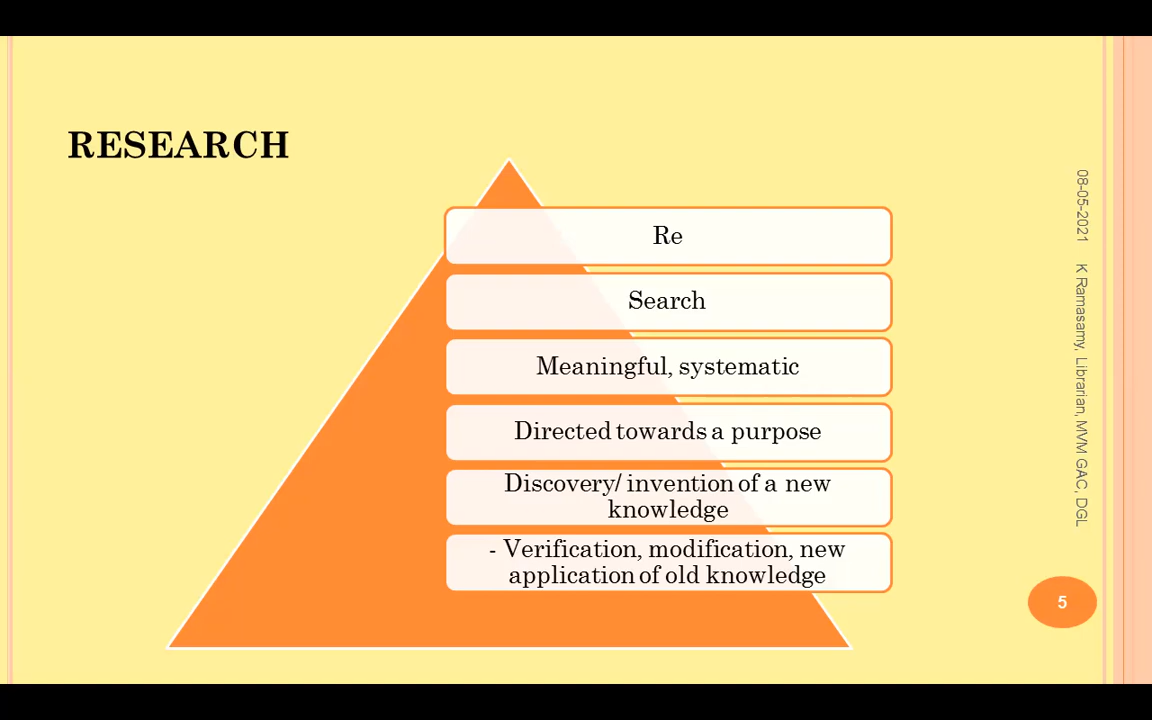 RESEARCH
Re
Search
Meaningful, systematic
Directed towards a purpose
Discovery/ invention of a new
knowledge
- Verification, modification, new
application of old knowledge
08-05-2021
K Ramasamy, Librarian, MVM GAC, DGL
5